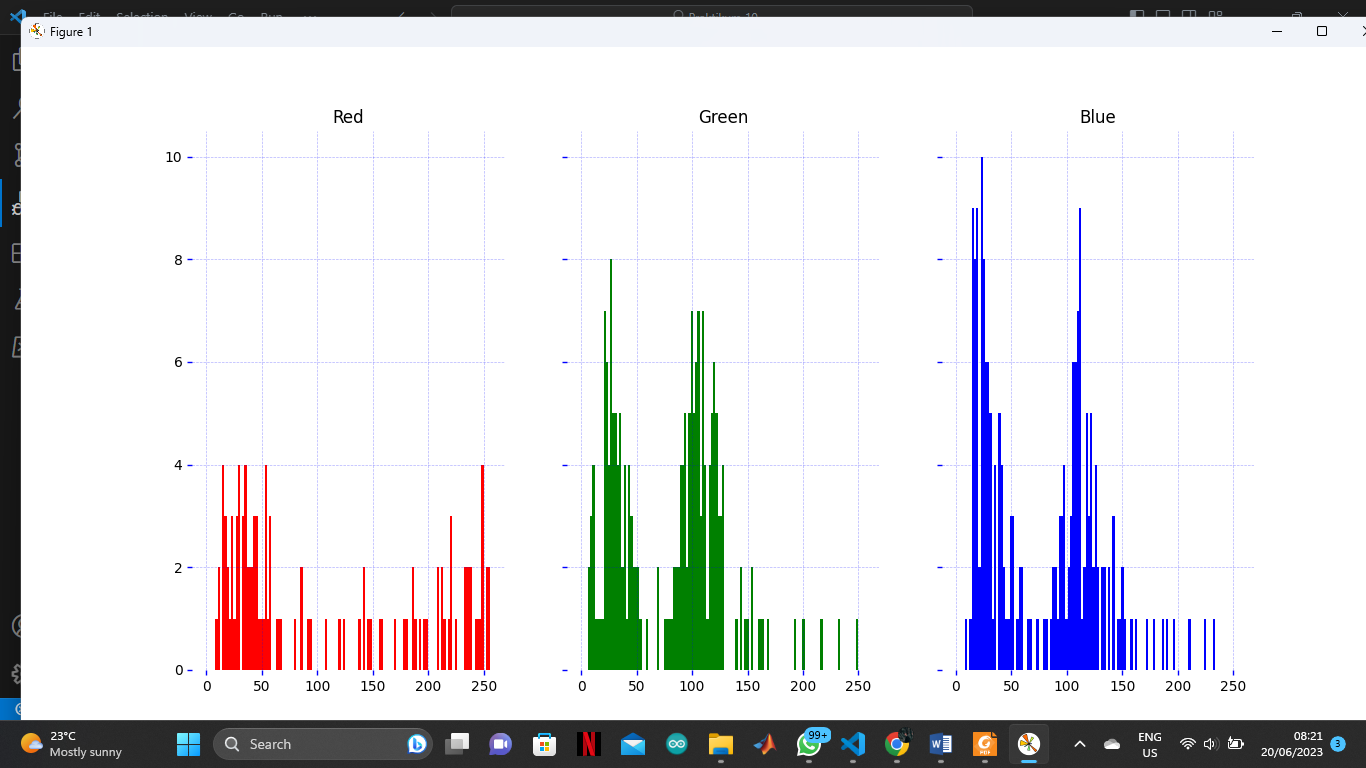 File Edit Selection View Go Run ... Praktikum 10
Figure 1
Red Green Blue
10
8
6
4
2
0
0 50 100 150 200 250 0 50 100 150 200 250 0 50 100 150 200 250
23°C
Mostly sunny
Search
99+
ENG
US
08:21
20/06/2023
3